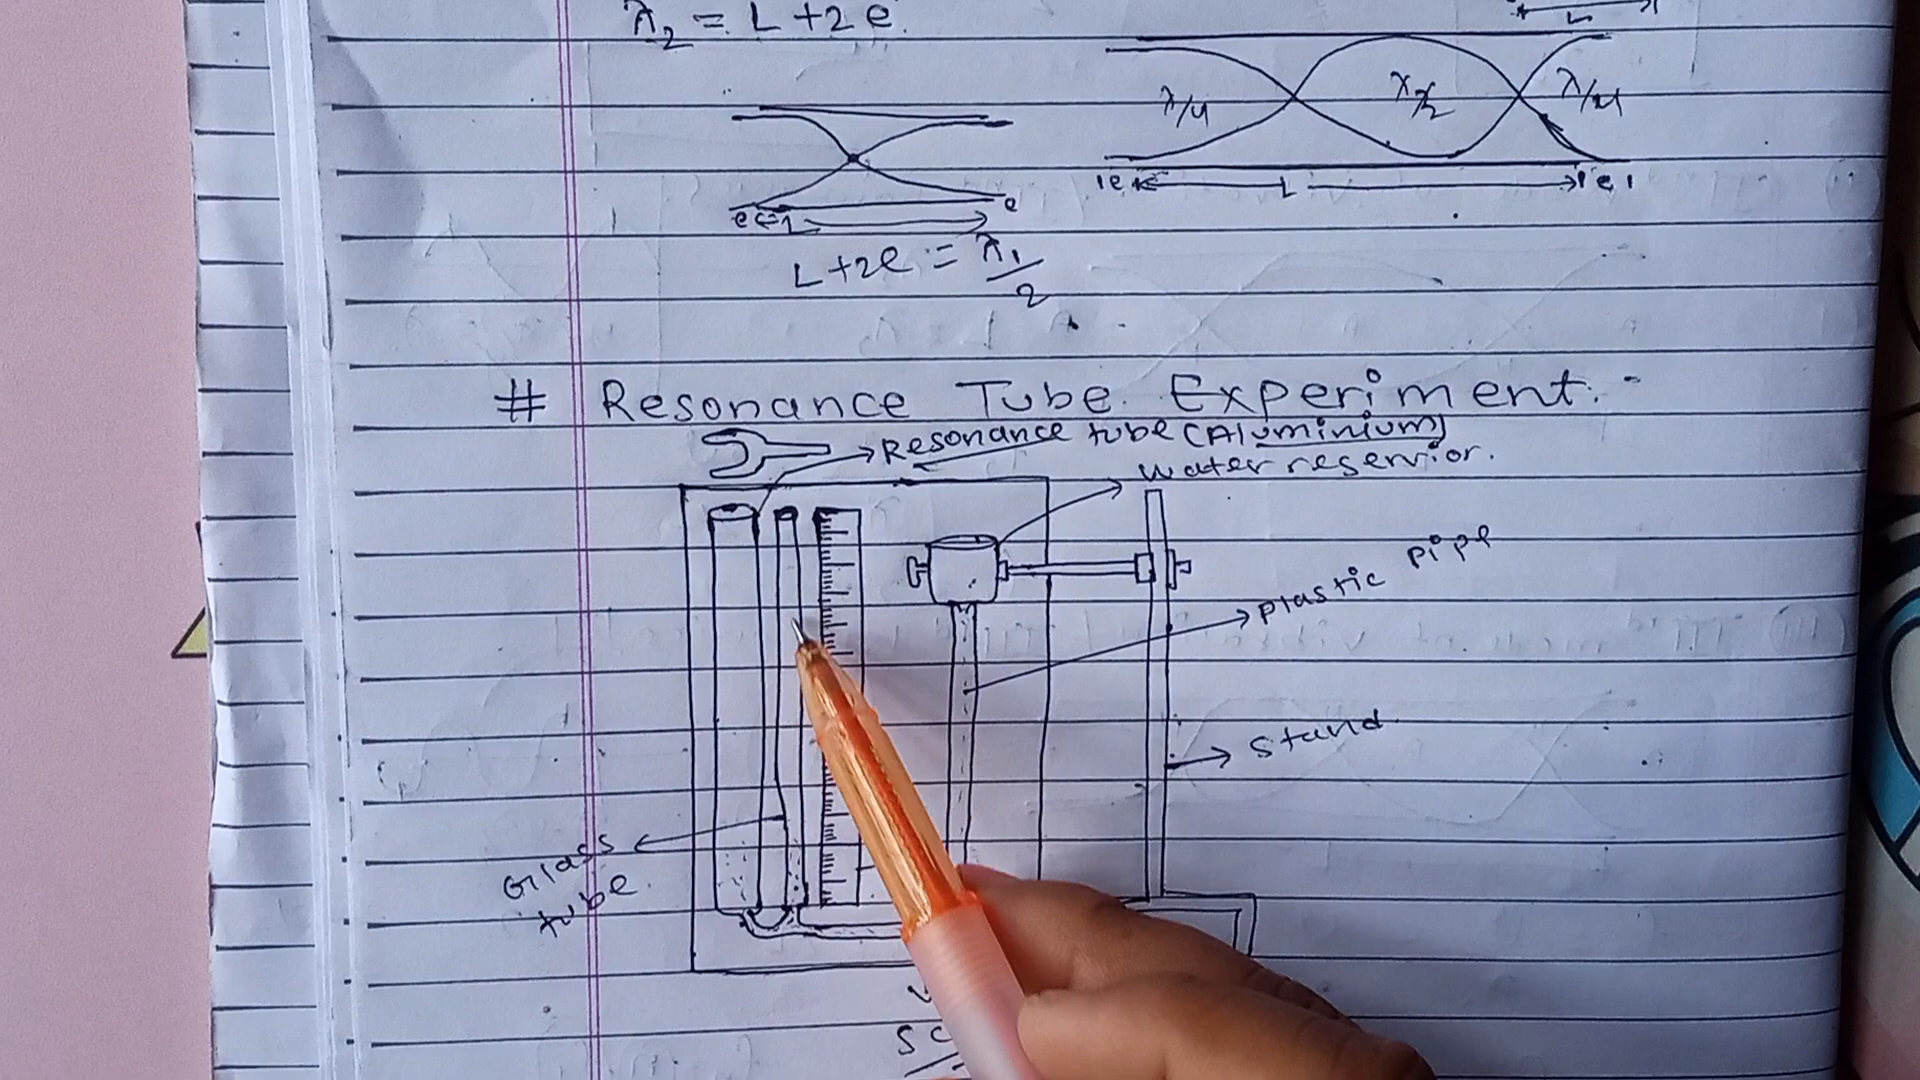 λ₂ = L + 2e
L
λ/4
λ/2
λ/4
e
L
e
e
L
e
L + 2e = λ₁/2
# Resonance Tube Experiment :-
Resonance tube (Aluminium)
water reservior.
Plastic pipe
Stand
Glass
tube.